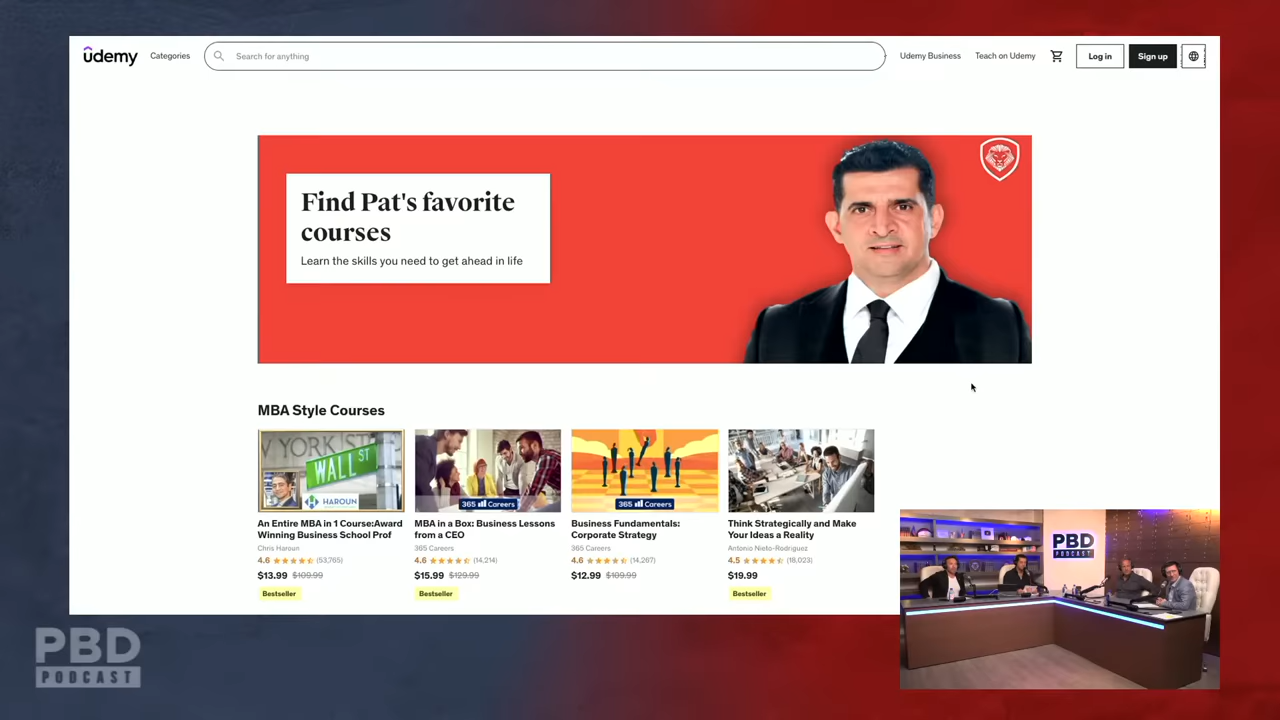 udemy
Categories
Search for anything
Udemy Business
Teach on Udemy
Log in
Sign up
Find Pat's favorite
courses
Learn the skills you need to get ahead in life
MBA Style Courses
W YORK ST
WALL ST
HAROUN
365 Careers
365 Careers
An Entire MBA in 1 Course:Award
Winning Business School Prof
Chris Haroun
4.6 (53,765)
$13.99 $109.99
Bestseller
MBA in a Box: Business Lessons
from a CEO
365 Careers
4.6 (14,214)
$15.99 $129.99
Bestseller
Business Fundamentals:
Corporate Strategy
365 Careers
4.6 (14,267)
$12.99 $109.99
Think Strategically and Make
Your Ideas a Reality
Antonio Nieto-Rodriguez
4.5 (18,023)
$19.99
Bestseller
PBD
PODCAST
PBD
PODCAST